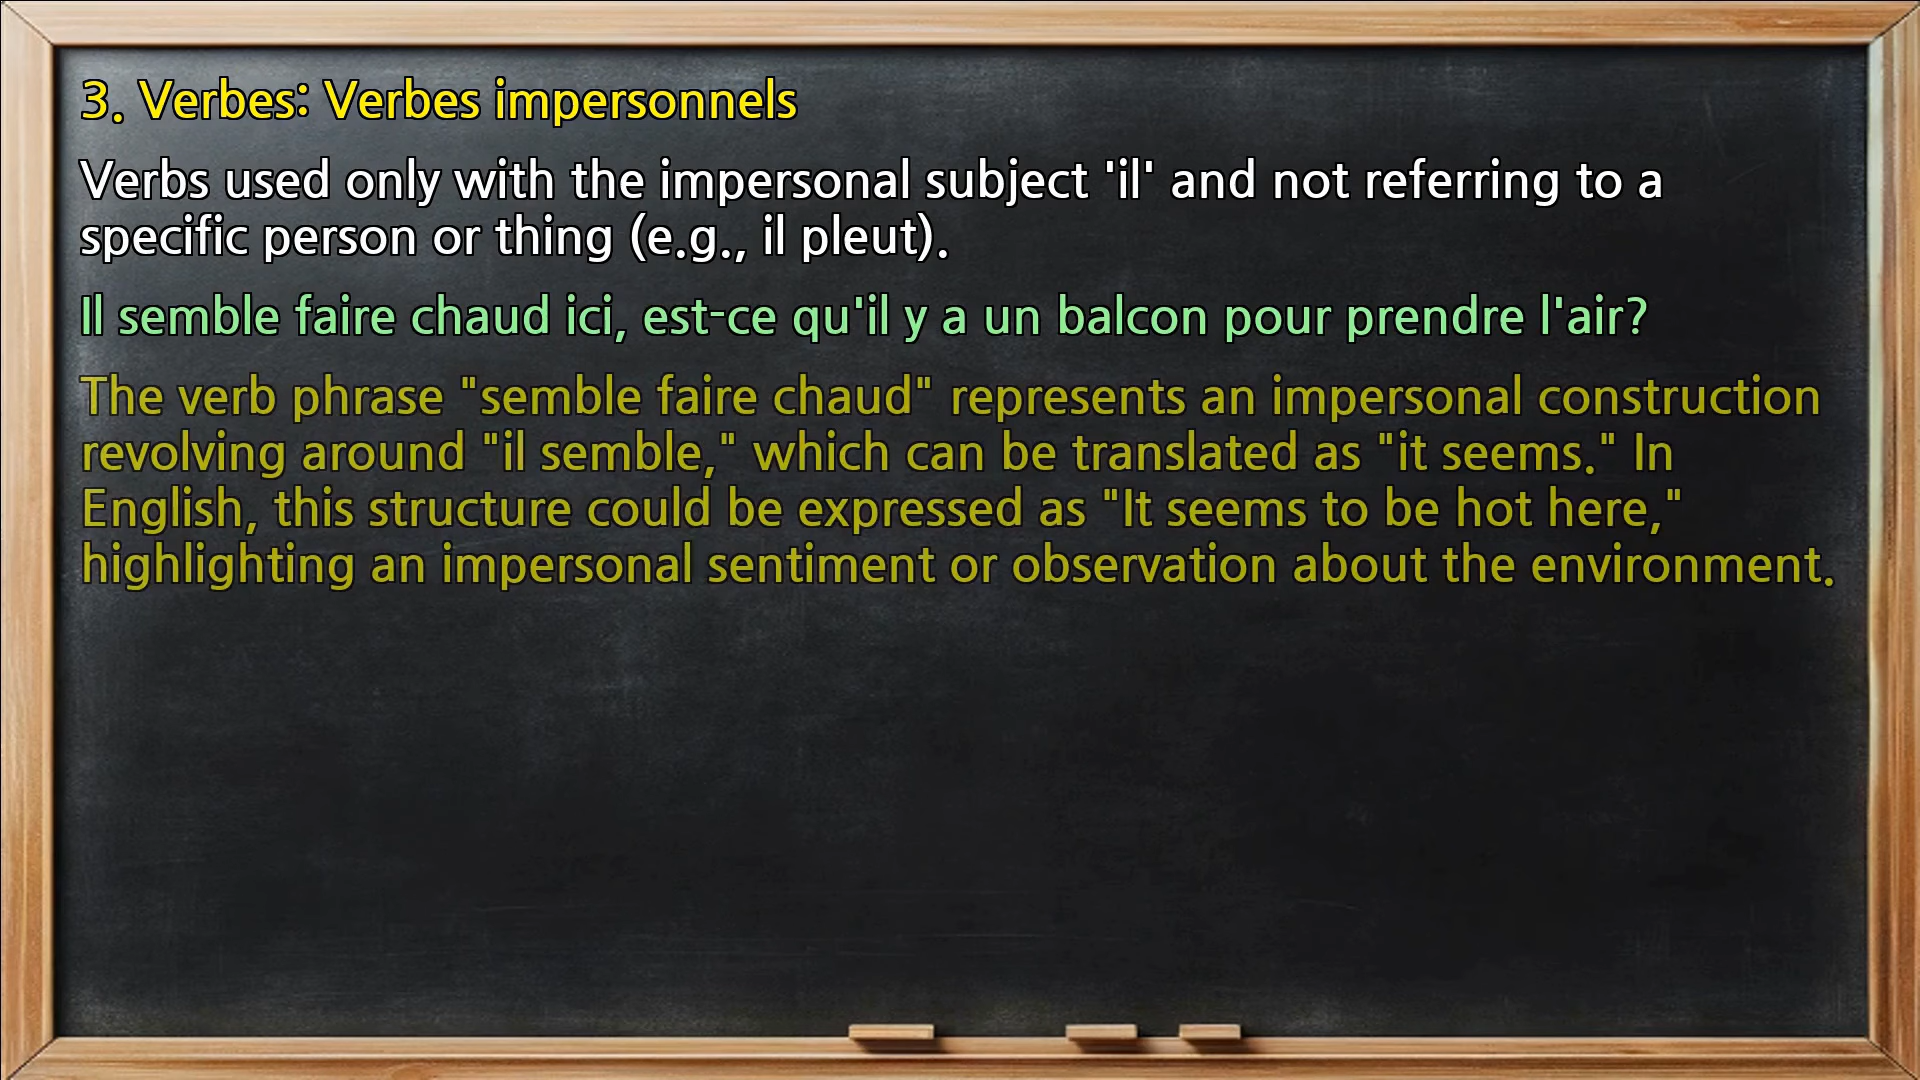 3. Verbes: Verbes impersonnels
Verbs used only with the impersonal subject 'il' and not referring to a
specific person or thing (e.g., il pleut).
Il semble faire chaud ici, est-ce qu'il y a un balcon pour prendre l'air?
The verb phrase "semble faire chaud" represents an impersonal construction
revolving around "il semble," which can be translated as "it seems." In
English, this structure could be expressed as "It seems to be hot here,"
highlighting an impersonal sentiment or observation about the environment.